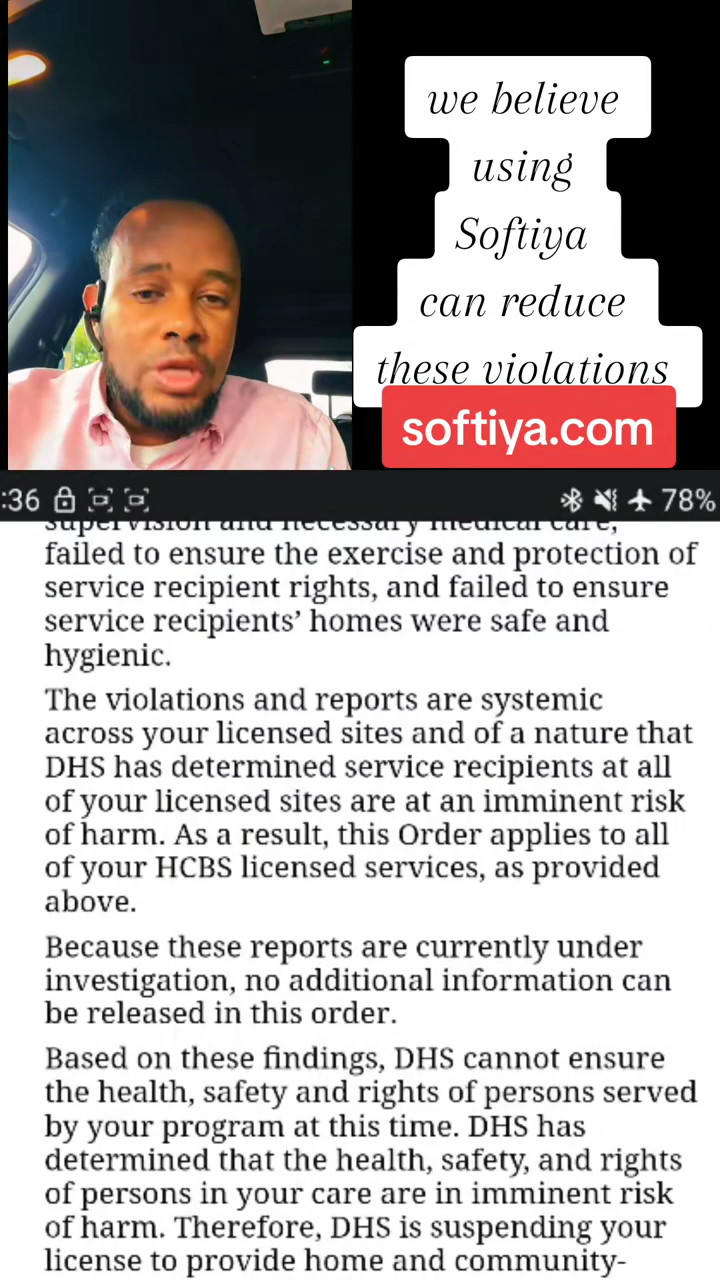 we believe
using
Softiya
can reduce
these violations
softiya.com
:36 78%
supervision and necessary medical care,
failed to ensure the exercise and protection of
service recipient rights, and failed to ensure
service recipients’ homes were safe and
hygienic.
The violations and reports are systemic
across your licensed sites and of a nature that
DHS has determined service recipients at all
of your licensed sites are at an imminent risk
of harm. As a result, this Order applies to all
of your HCBS licensed services, as provided
above.
Because these reports are currently under
investigation, no additional information can
be released in this order.
Based on these findings, DHS cannot ensure
the health, safety and rights of persons served
by your program at this time. DHS has
determined that the health, safety, and rights
of persons in your care are in imminent risk
of harm. Therefore, DHS is suspending your
license to provide home and community-